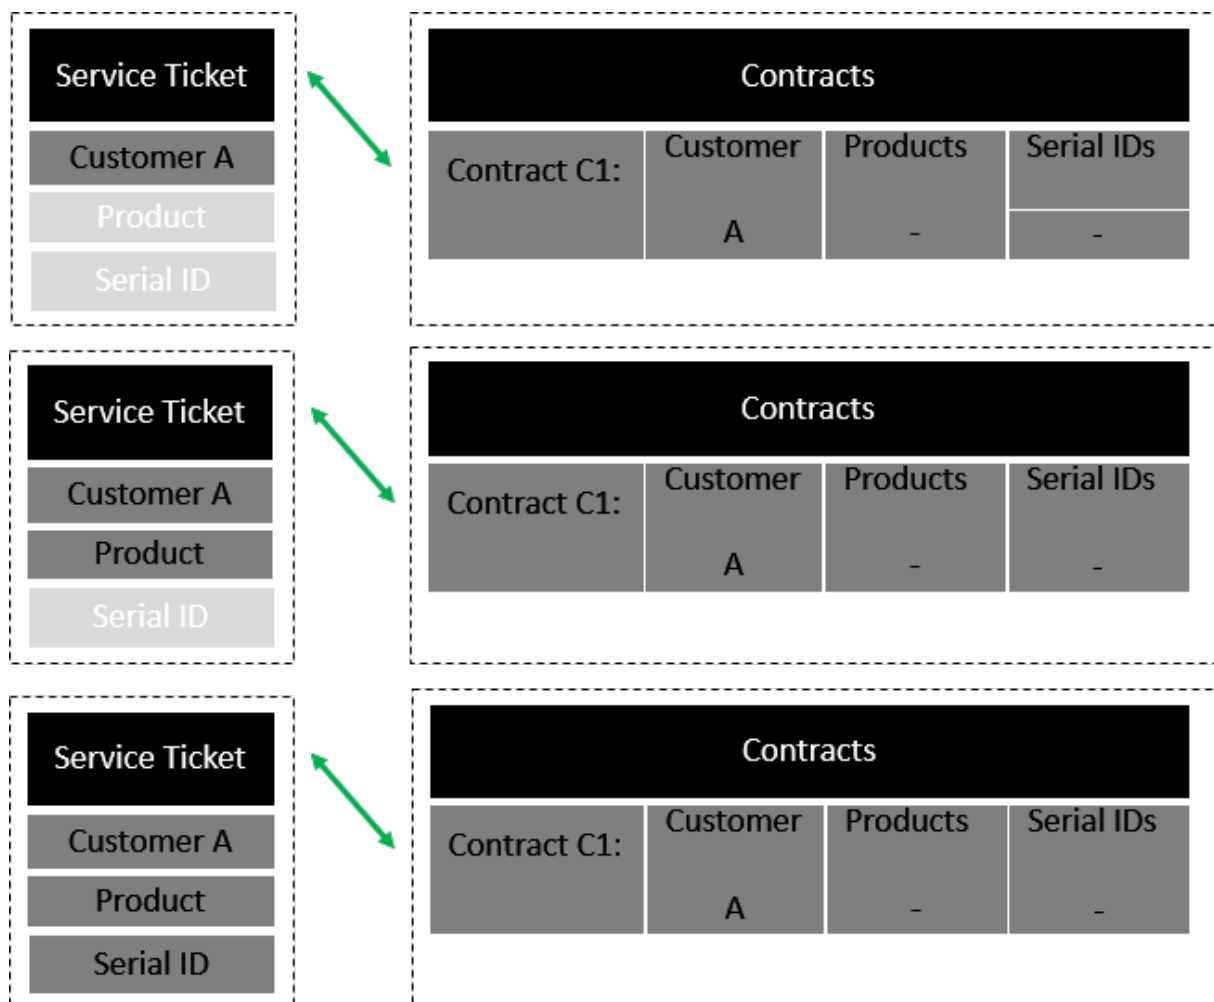 Service Ticket
Customer A
Product
Serial ID
Contracts
Contract C1:
Customer
Products
Serial IDs
A
-
-
Service Ticket
Customer A
Product
Serial ID
Contracts
Contract C1:
Customer
Products
Serial IDs
A
-
-
Service Ticket
Customer A
Product
Serial ID
Contracts
Contract C1:
Customer
Products
Serial IDs
A
-
-